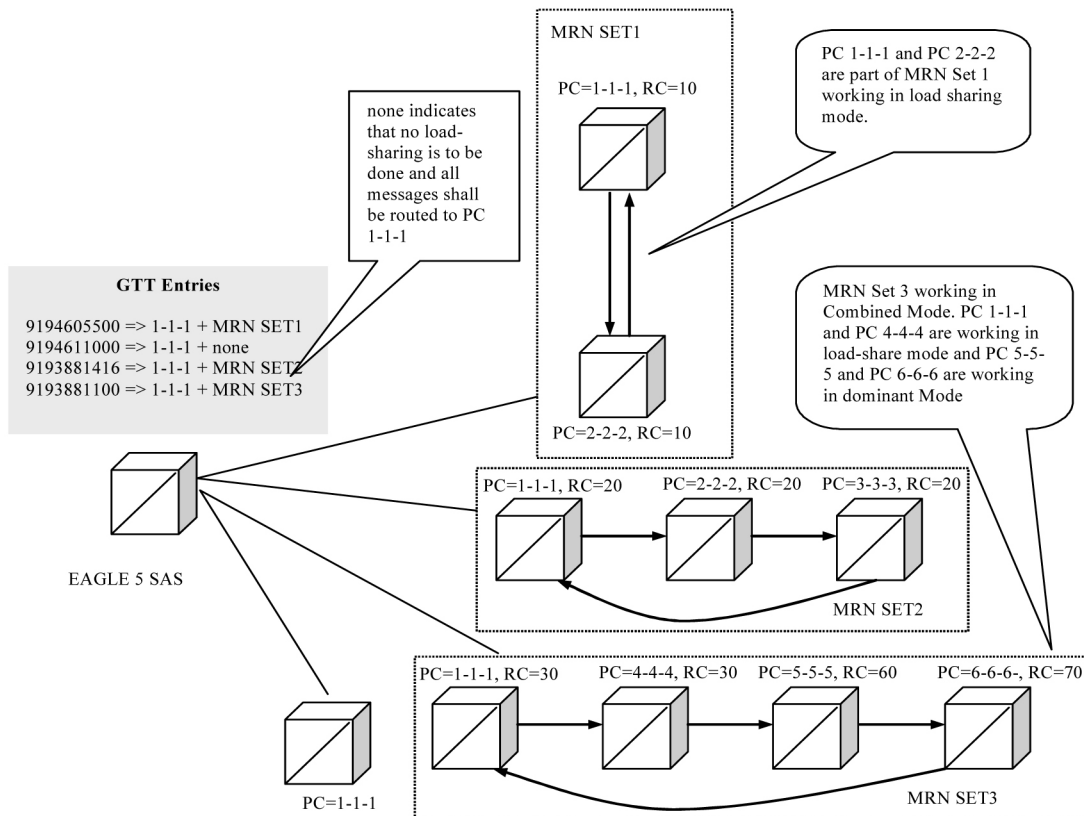 MRN SET1
PC=1-1-1, RC=10
PC=2-2-2, RC=10
PC 1-1-1 and PC 2-2-2
are part of MRN Set 1
working in load sharing
mode.
none indicates
that no load-
sharing is to be
done and all
messages shall
be routed to PC
1-1-1
GTT Entries
9194605500 => 1-1-1 + MRN SET1
9194611000 => 1-1-1 + none
9193881416 => 1-1-1 + MRN SET2
9193881100 => 1-1-1 + MRN SET3
MRN Set 3 working in
Combined Mode. PC 1-1-1
and PC 4-4-4 are working in
load-share mode and PC 5-5-
5 and PC 6-6-6 are working
in dominant Mode
EAGLE 5 SAS
PC=1-1-1, RC=20
PC=2-2-2, RC=20
PC=3-3-3, RC=20
MRN SET2
PC=1-1-1, RC=30
PC=4-4-4, RC=30
PC=5-5-5, RC=60
PC=6-6-6-, RC=70
MRN SET3
PC=1-1-1